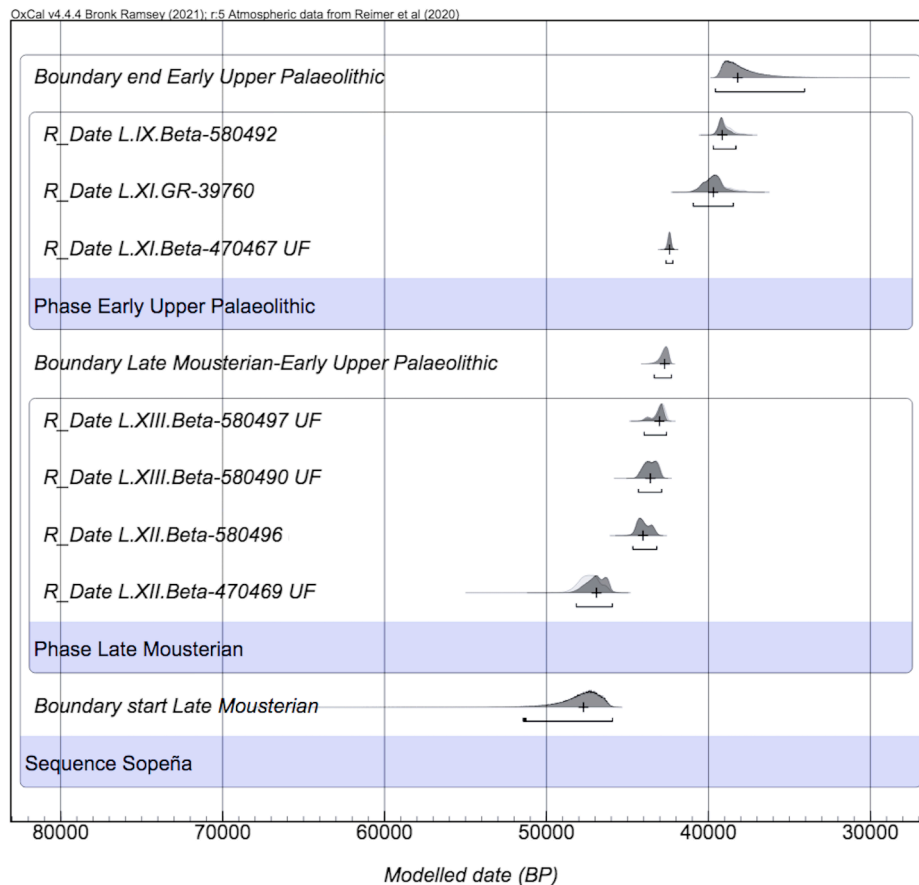 OxCal v4.4.4 Bronk Ramsey (2021); r:5 Atmospheric data from Reimer et al (2020)
Boundary end Early Upper Palaeolithic
R_Date L.IX.Beta-580492
R_Date L.XI.GR-39760
R_Date L.XI.Beta-470467 UF
Phase Early Upper Palaeolithic
Boundary Late Mousterian-Early Upper Palaeolithic
R_Date L.XIII.Beta-580497 UF
R_Date L.XIII.Beta-580490 UF
R_Date L.XII.Beta-580496
R_Date L.XII.Beta-470469 UF
Phase Late Mousterian
Boundary start Late Mousterian
Sequence Sopeña
80000 70000 60000 50000 40000 30000
Modelled date (BP)